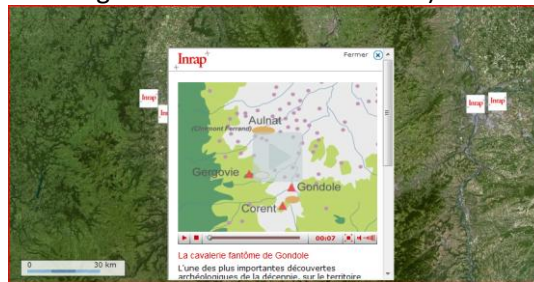 Inrap
Fermer
Inrap
Inrap
Inrap
Aulnat
(Clermont Ferrand)
Gergovie
Gondole
Corent
00:07
La cavalerie fantôme de Gondole
L'une des plus importantes découvertes
archéologiques de la décennie, sur le territoire
0 30 km